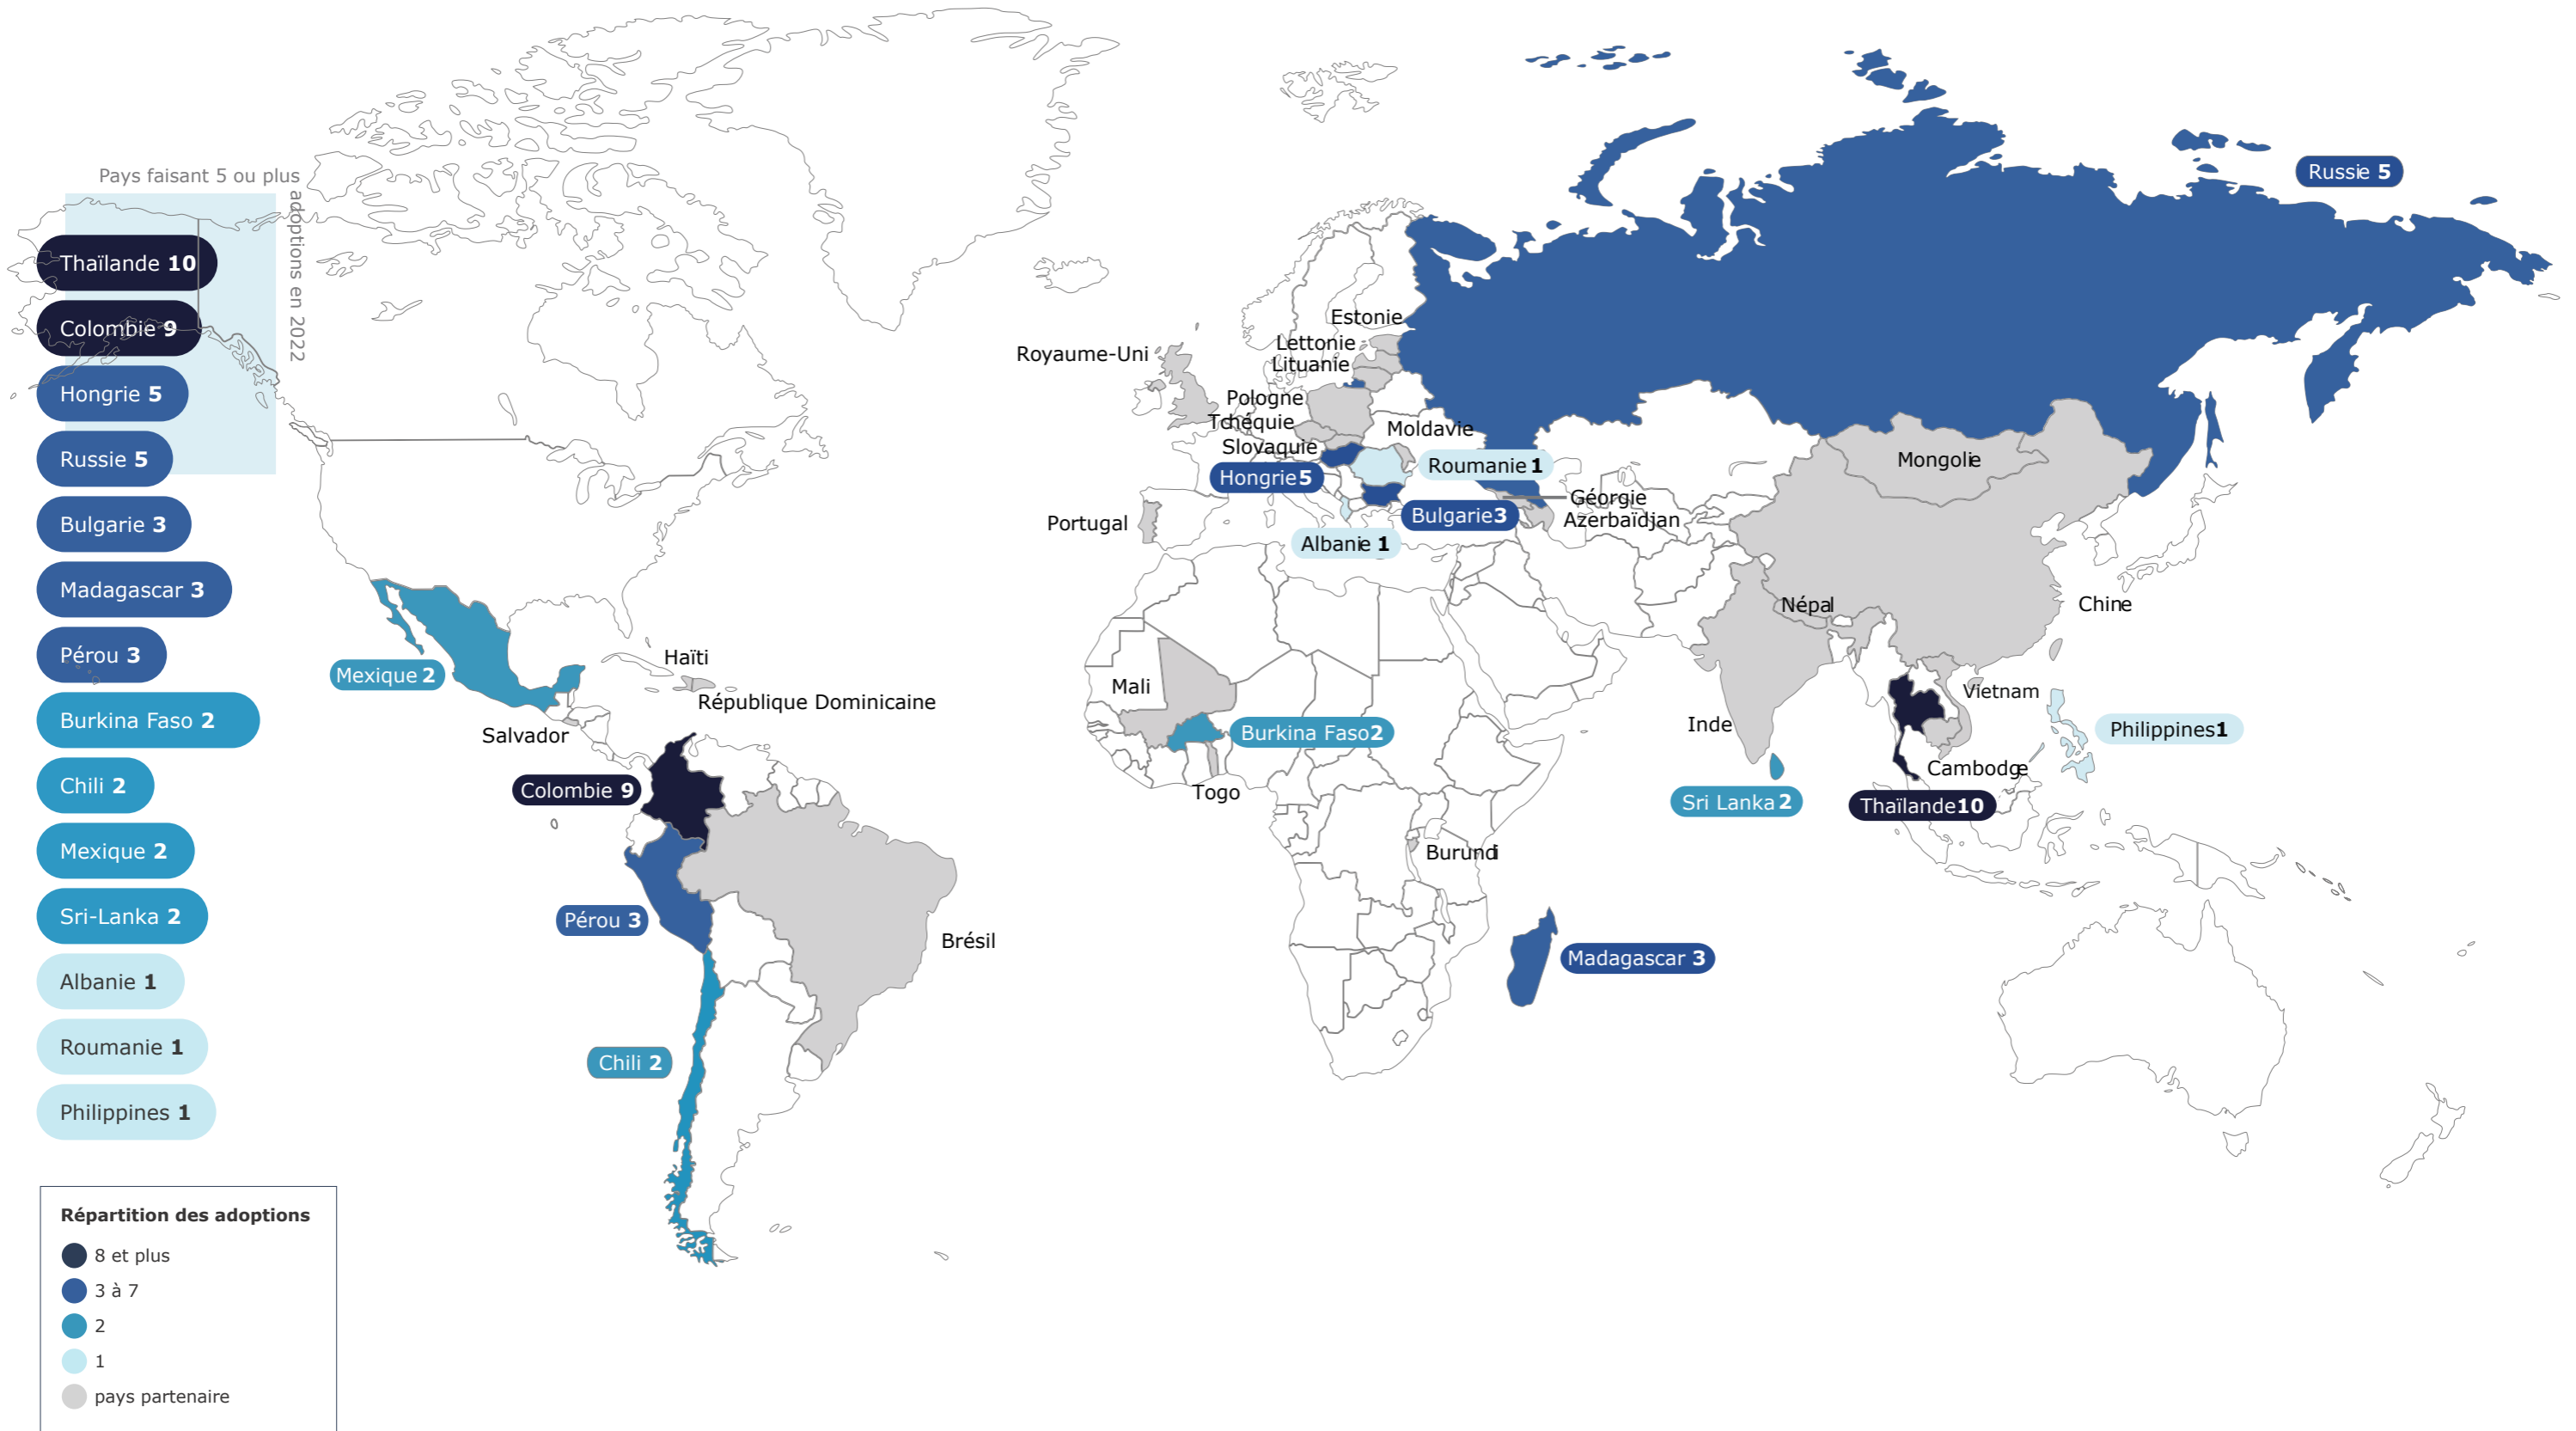 Pays faisant 5 ou plus
adoptions en 2022
Thaïlande 10
Colombie 9
Hongrie 5
Russie 5
Bulgarie 3
Madagascar 3
Pérou 3
Burkina Faso 2
Chili 2
Mexique 2
Sri-Lanka 2
Albanie 1
Roumanie 1
Philippines 1
Répartition des adoptions
8 et plus
3 à 7
2
1
pays partenaire
Mexique 2
Haïti
République Dominicaine
Salvador
Colombie 9
Pérou 3
Brésil
Chili 2
Royaume-Uni
Estonie
Lettonie
Lituanie
Pologne
Tchéquie
Slovaquie
Moldavie
Hongrie 5
Roumanie 1
Bulgarie 3
Géorgie
Azerbaïdjan
Albanie 1
Portugal
Russie 5
Mongolie
Chine
Népal
Inde
Vietnam
Cambodge
Philippines 1
Sri Lanka 2
Thaïlande 10
Mali
Burkina Faso 2
Togo
Burundi
Madagascar 3